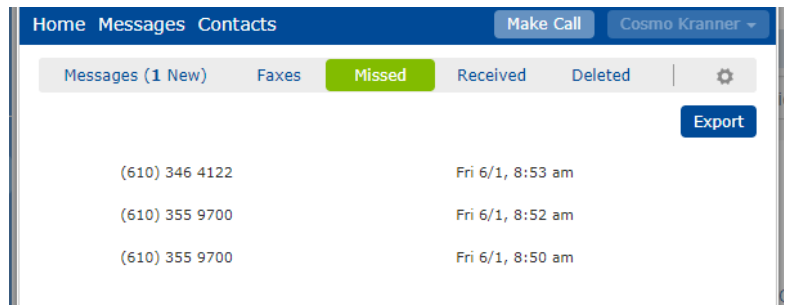 Home Messages Contacts Make Call Cosmo Kranner
Messages (1 New) Faxes Missed Received Deleted
Export
(610) 346 4122 Fri 6/1, 8:53 am
(610) 355 9700 Fri 6/1, 8:52 am
(610) 355 9700 Fri 6/1, 8:50 am